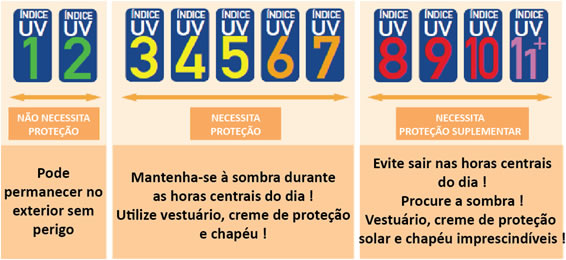 ÍNDICE UV 1
ÍNDICE UV 2
NÃO NECESSITA
PROTEÇÃO
Pode
permanecer no
exterior sem
perigo
ÍNDICE UV 3
ÍNDICE UV 4
ÍNDICE UV 5
ÍNDICE UV 6
ÍNDICE UV 7
NECESSITA
PROTEÇÃO
Mantenha-se à sombra durante
as horas centrais do dia !
Utilize vestuário, creme de proteção
e chapéu !
ÍNDICE UV 8
ÍNDICE UV 9
ÍNDICE UV 10
ÍNDICE UV 11+
NECESSITA
PROTEÇÃO SUPLEMENTAR
Evite sair nas horas centrais
do dia !
Procure a sombra !
Vestuário, creme de proteção
solar e chapéu imprescindíveis !